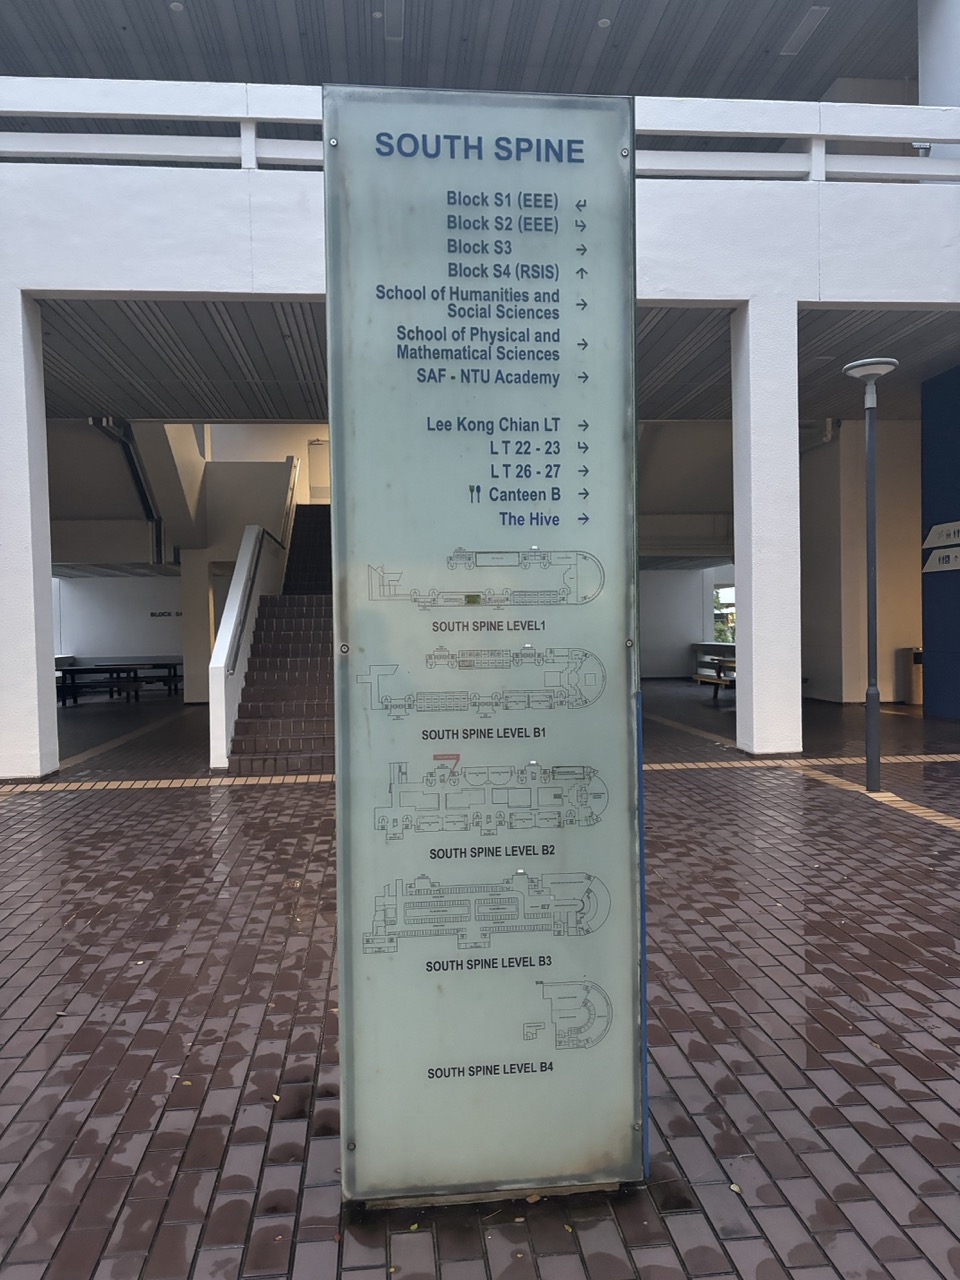 SOUTH SPINE
Block S1 (EEE) ↲
Block S2 (EEE) ↳
Block S3 →
Block S4 (RSIS) ↑
School of Humanities and
Social Sciences →
School of Physical and
Mathematical Sciences →
SAF - NTU Academy →
Lee Kong Chian LT →
LT 22 - 23 ↳
LT 26 - 27 →
Canteen B →
The Hive →
SOUTH SPINE LEVEL1
SOUTH SPINE LEVEL B1
SOUTH SPINE LEVEL B2
SOUTH SPINE LEVEL B3
SOUTH SPINE LEVEL B4
BLOCK